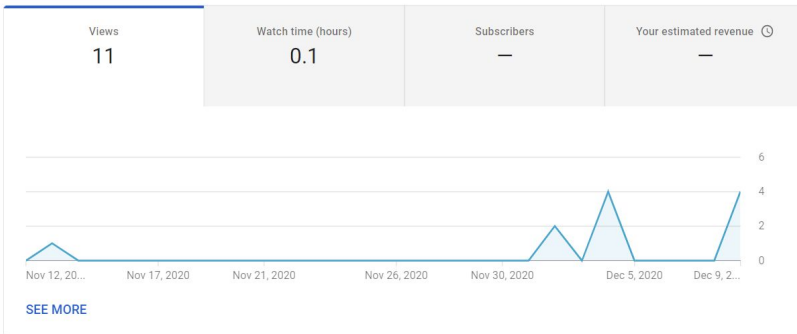 Views
11
Watch time (hours)
0.1
Subscribers
—
Your estimated revenue
—
6
4
2
0
Nov 12, 20...
Nov 17, 2020
Nov 21, 2020
Nov 26, 2020
Nov 30, 2020
Dec 5, 2020
Dec 9, 2...
SEE MORE